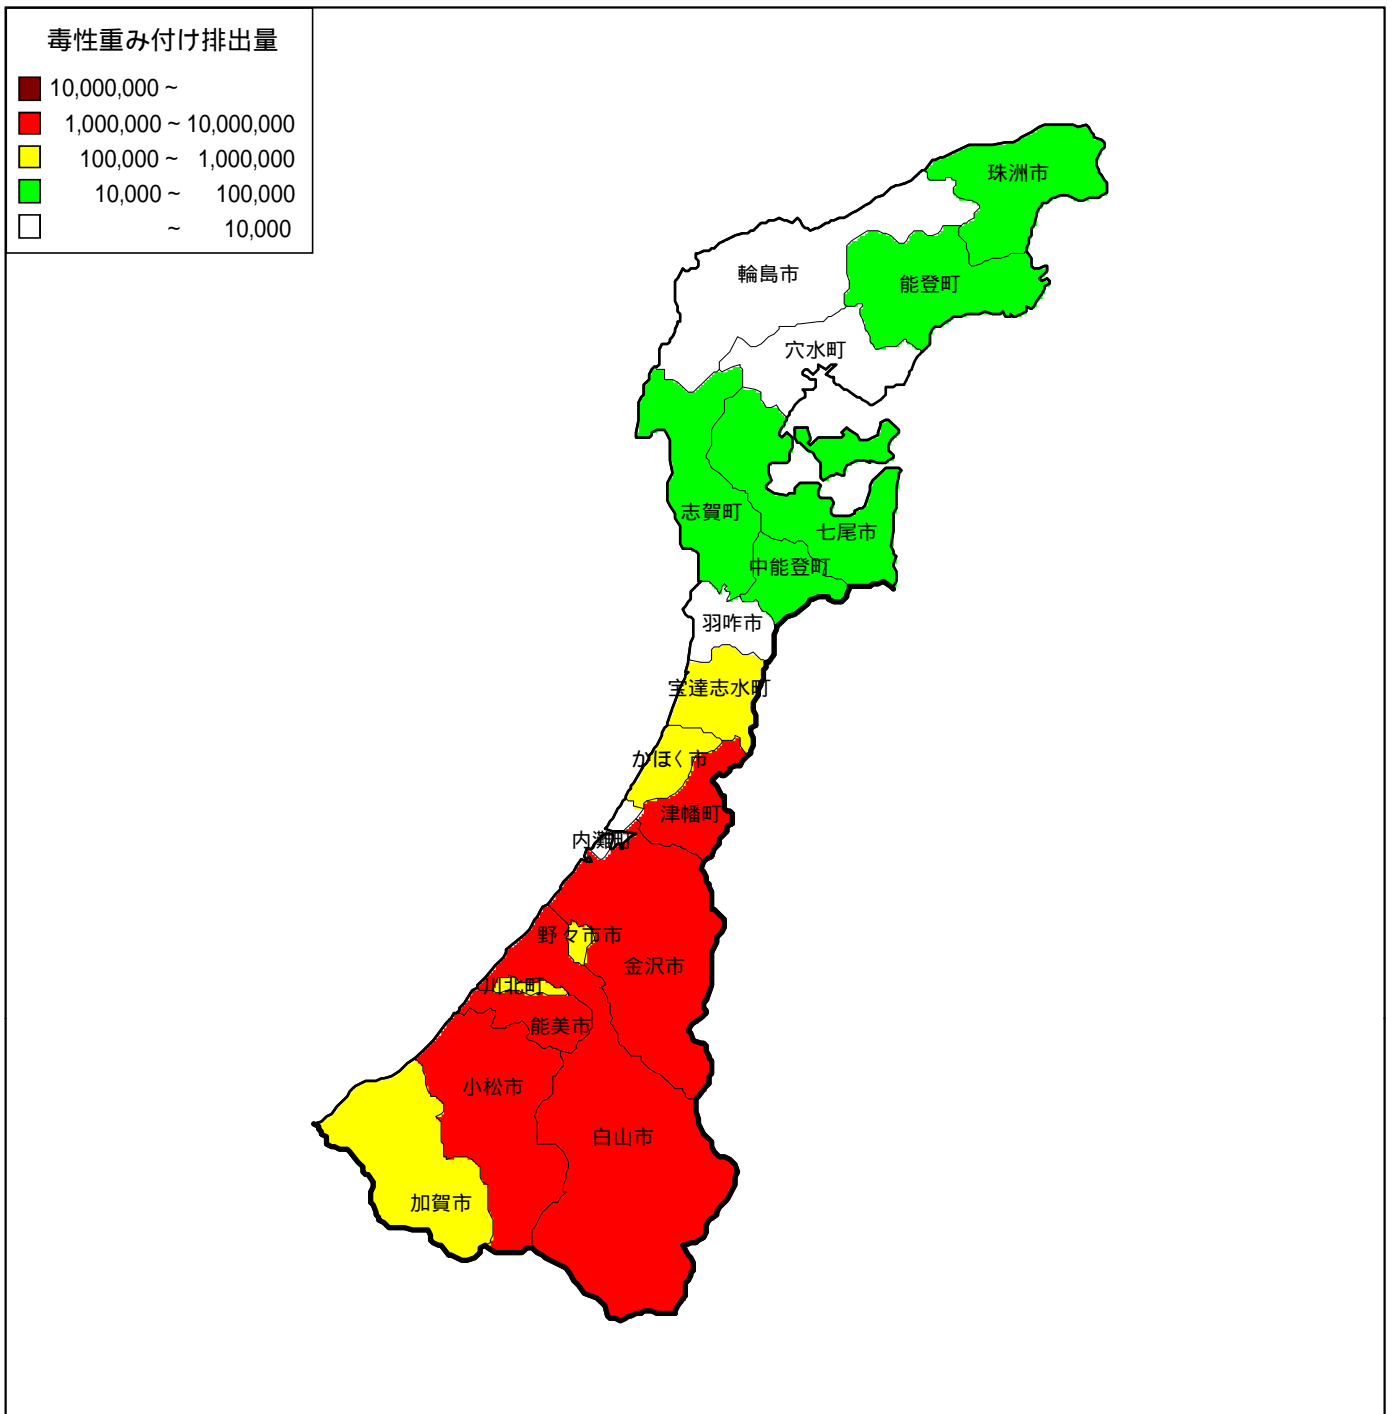 毒性重み付け排出量
10,000,000 ~
1,000,000 ~ 10,000,000
100,000 ~ 1,000,000
10,000 ~ 100,000
~ 10,000
珠洲市
輪島市
能登町
穴水町
志賀町
七尾市
中能登町
羽咋市
宝達志水町
かほく市
津幡町
内灘町
野々市市
金沢市
川北町
能美市
小松市
白山市
加賀市